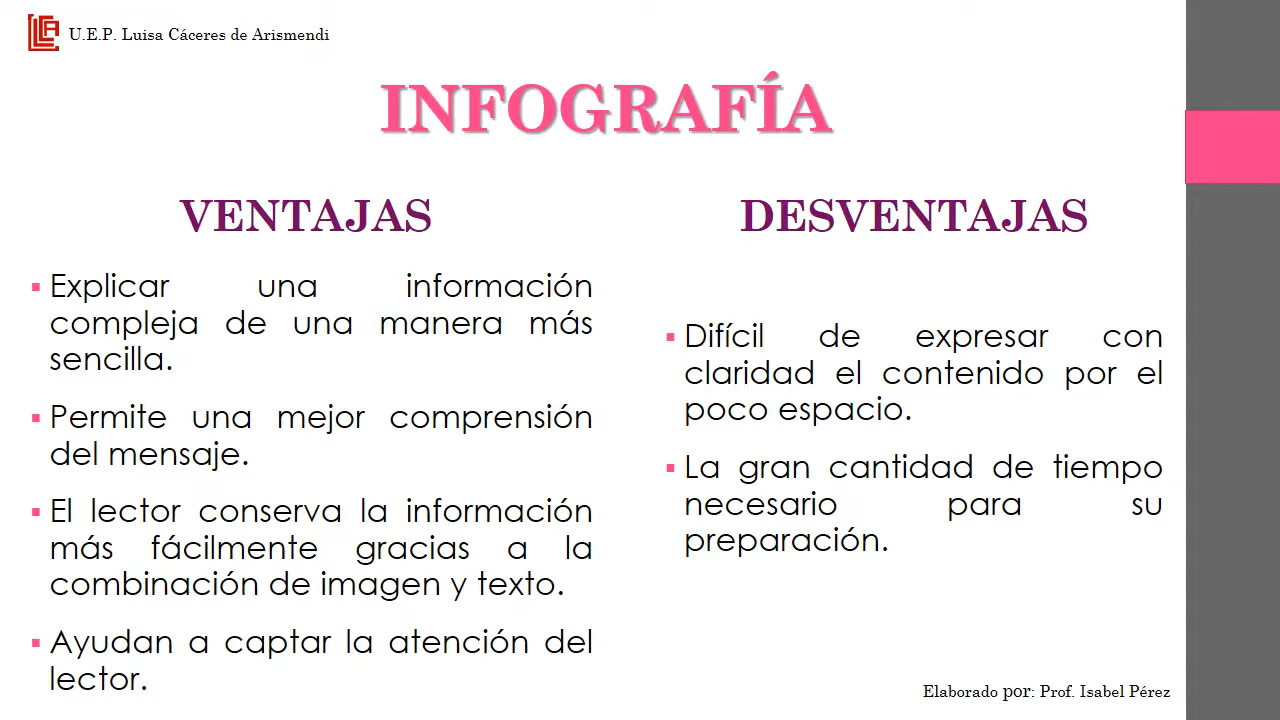 U.E.P. Luisa Cáceres de Arismendi
INFOGRAFÍA
VENTAJAS
▪ Explicar una información
compleja de una manera más
sencilla.
▪ Permite una mejor comprensión
del mensaje.
▪ El lector conserva la información
más fácilmente gracias a la
combinación de imagen y texto.
▪ Ayudan a captar la atención del
lector.
DESVENTAJAS
▪ Difícil de expresar con
claridad el contenido por el
poco espacio.
▪ La gran cantidad de tiempo
necesario para su
preparación.
Elaborado por: Prof. Isabel Pérez